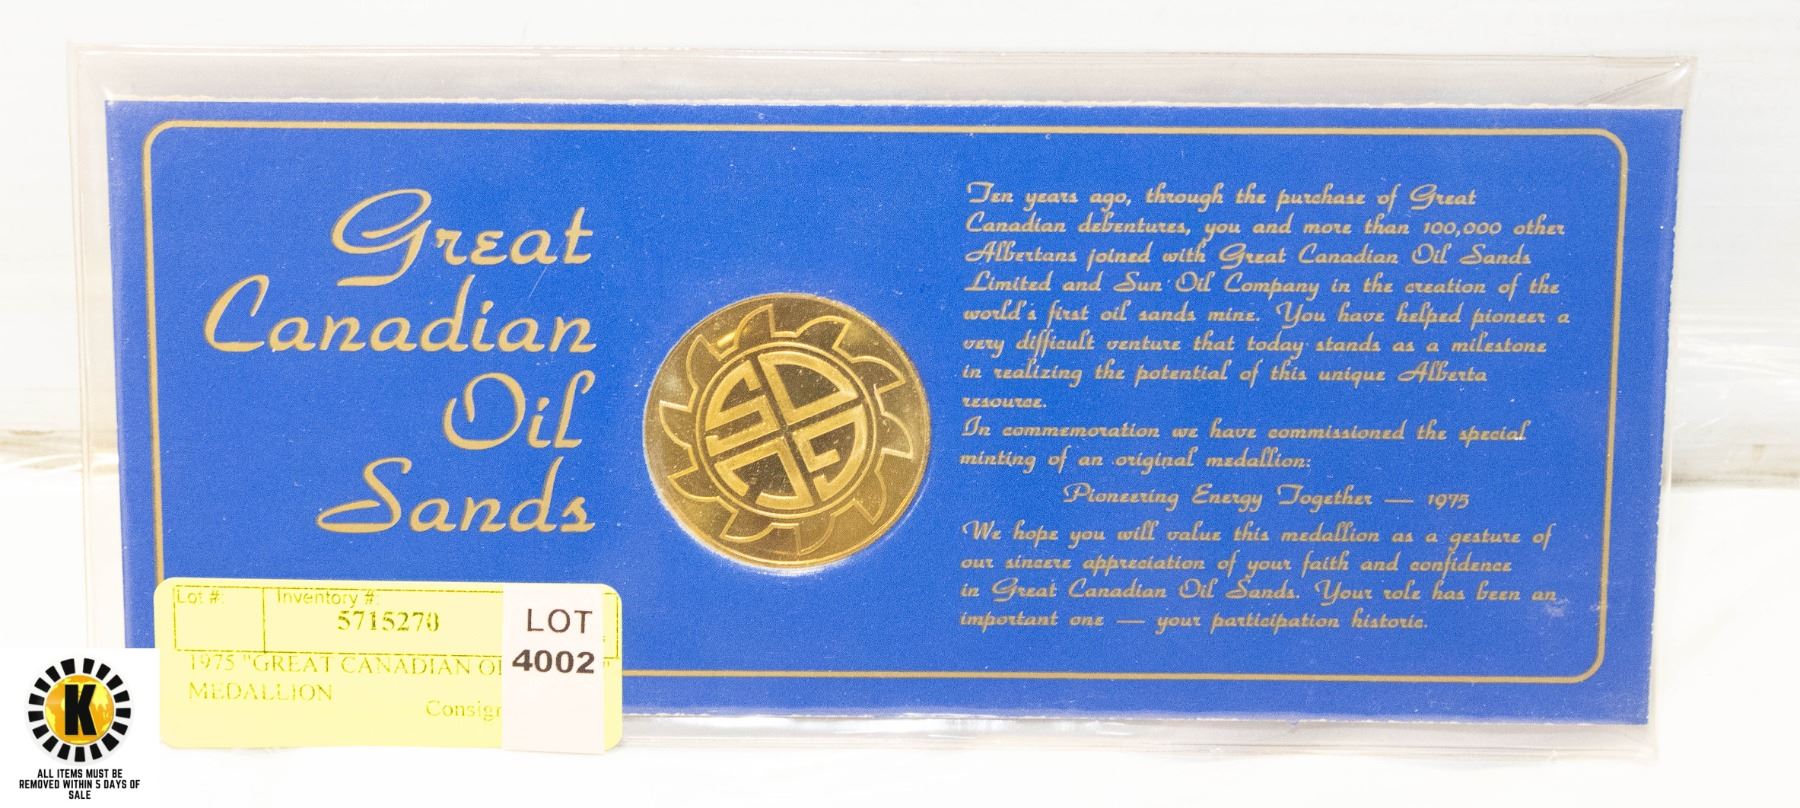 Great
Canadian
Oil
Sands
Ten years ago, through the purchase of Great
Canadian debentures, you and more than 100,000 other
Albertans joined with Great Canadian Oil Sands
Limited and Sun Oil Company in the creation of the
world's first oil sands mine. You have helped pioneer a
very difficult venture that today stands as a milestone
in realizing the potential of this unique Alberta
resource.
In commemoration we have commissioned the special
minting of an original medallion:
Pioneering Energy Together — 1975
We hope you will value this medallion as a gesture of
our sincere appreciation of your faith and confidence
in Great Canadian Oil Sands. Your role has been an
important one — your participation historic.
Lot #: Inventory #:
5715270
LOT
4002
1975 "GREAT CANADIAN
MEDALLION
K
ALL ITEMS MUST BE
REMOVED WITHIN 5 DAYS OF
SALE